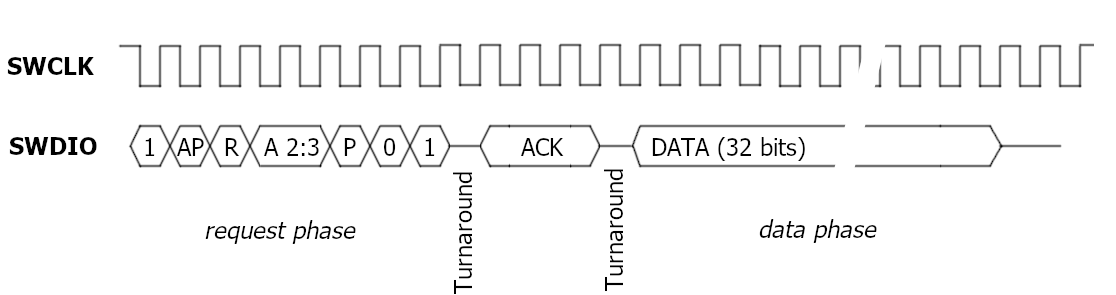 SWCLK
SWDIO
1 AP R A 2:3 P 0 1 ACK DATA (32 bits)
Turnaround
Turnaround
request phase
data phase